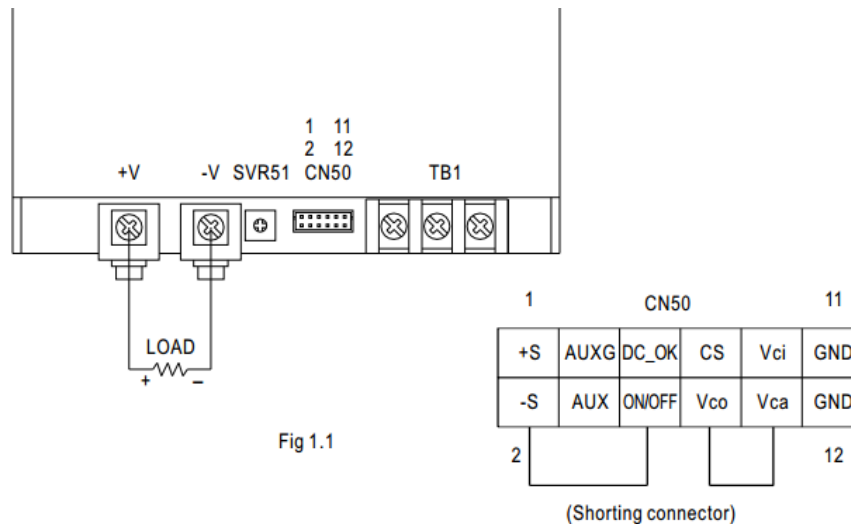 1 11
2 12
+V -V SVR51 CN50 TB1
LOAD
+ –
Fig 1.1
1 CN50 11
+S AUXG DC_OK CS Vci GND
-S AUX ON/OFF Vco Vca GND
2 12
(Shorting connector)